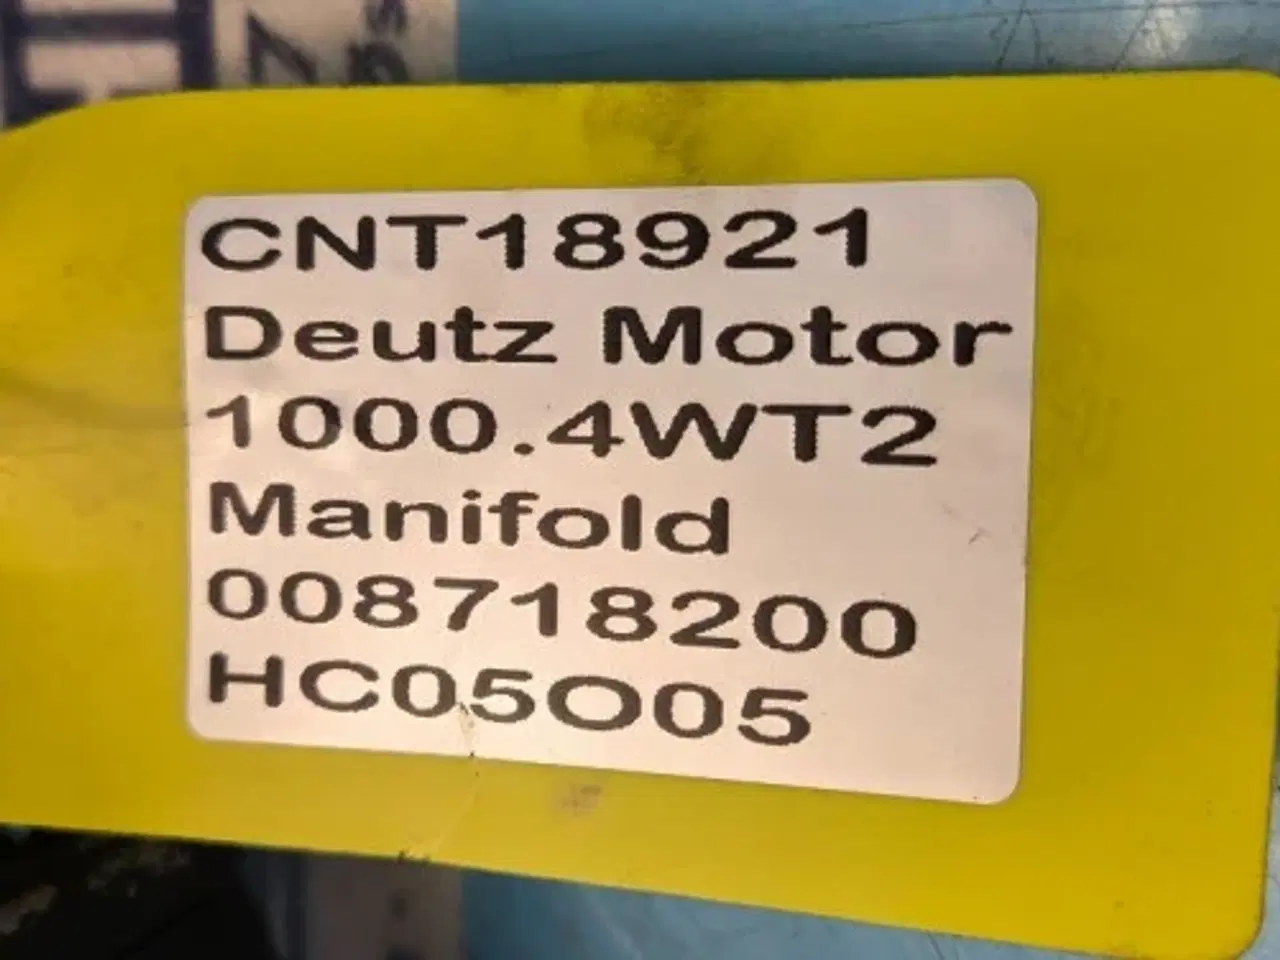 CNT18921
Deutz Motor
1000.4WT2
Manifold
008718200
HC05O05